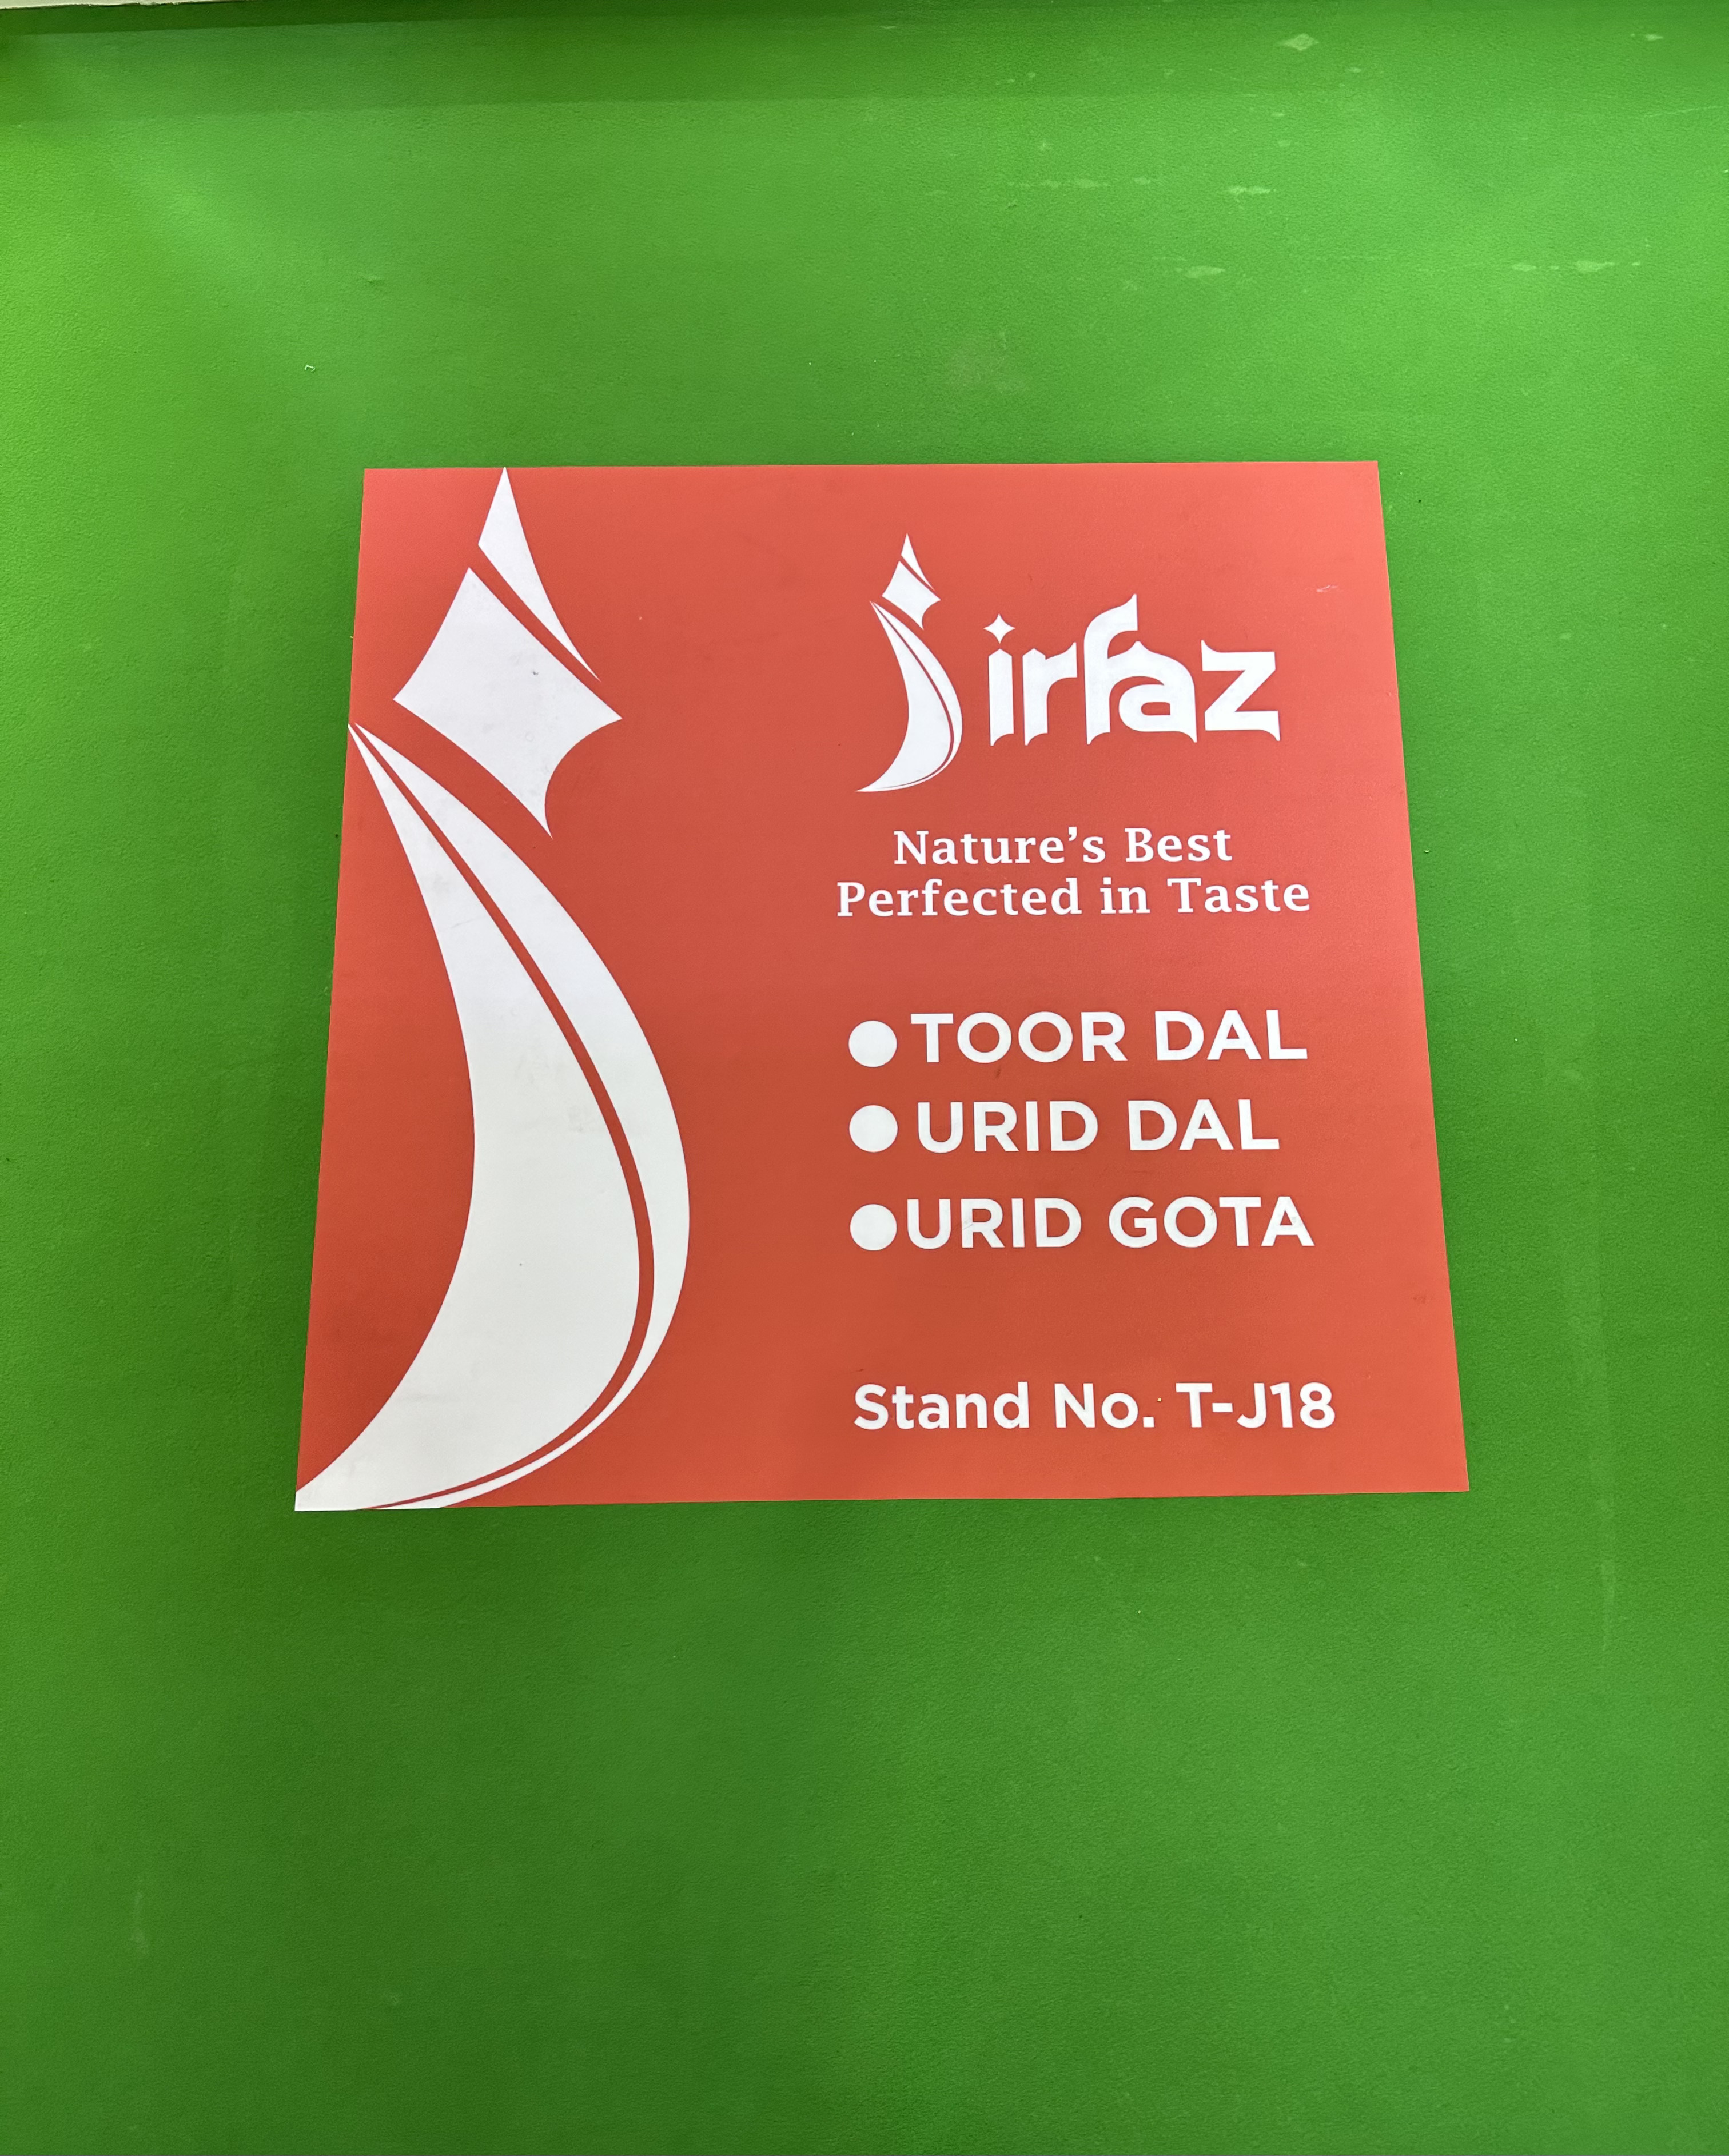 irfaz
Nature's Best
Perfected in Taste
● TOOR DAL
● URID DAL
● URID GOTA
Stand No. T-J18